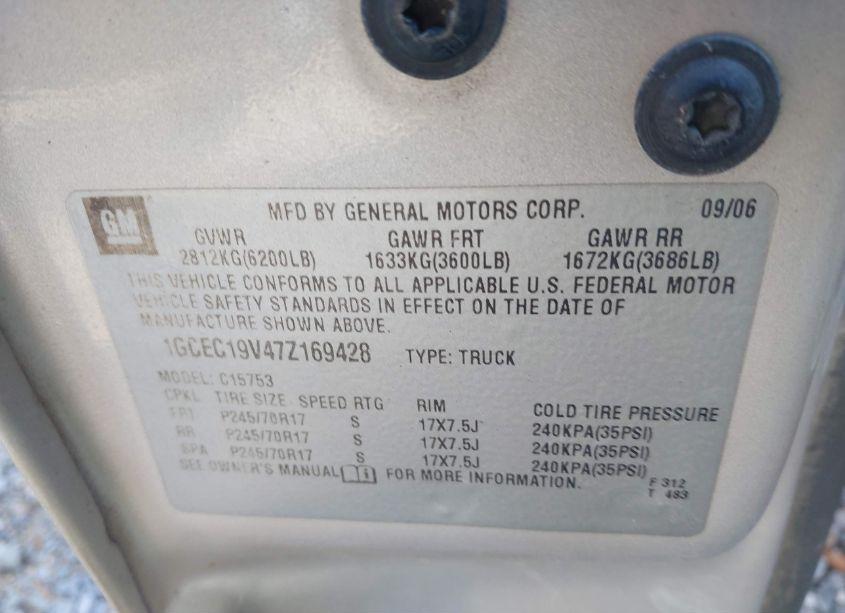 GM
MFD BY GENERAL MOTORS CORP. 09/06
GVWR GAWR FRT GAWR RR
2812KG(6200LB) 1633KG(3600LB) 1672KG(3686LB)
THIS VEHICLE CONFORMS TO ALL APPLICABLE U.S. FEDERAL MOTOR
VEHICLE SAFETY STANDARDS IN EFFECT ON THE DATE OF
MANUFACTURE SHOWN ABOVE.
1GCEC19V47Z169428 TYPE: TRUCK
MODEL: C15753
CPKL TIRE SIZE SPEED RTG RIM COLD TIRE PRESSURE
FRT P245/70R17 S 17X7.5J 240KPA(35PSI)
RR P245/70R17 S 17X7.5J 240KPA(35PSI)
SPA P245/70R17 S 17X7.5J 240KPA(35PSI)
SEE OWNER'S MANUAL FOR MORE INFORMATION.
F 312
T 483